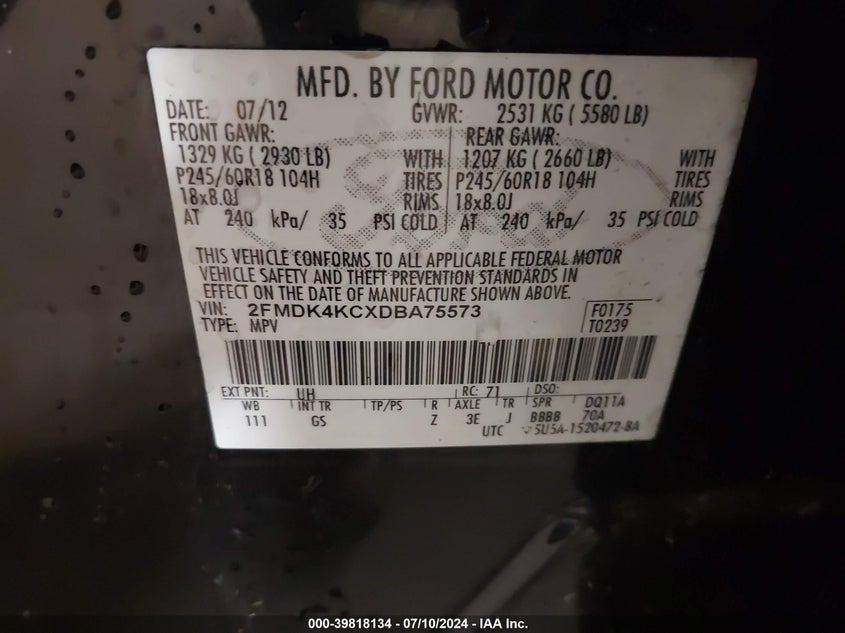 MFD. BY FORD MOTOR CO.
DATE: 07/12 GVWR: 2531 KG ( 5580 LB)
FRONT GAWR: REAR GAWR:
1329 KG ( 2930 LB) WITH 1207 KG ( 2660 LB) WITH
P245/60R18 104H TIRES P245/60R18 104H TIRES
18x8.0J RIMS 18x8.0J RIMS
AT 240 kPa/ 35 PSI COLD AT 240 kPa/ 35 PSI COLD
THIS VEHICLE CONFORMS TO ALL APPLICABLE FEDERAL MOTOR
VEHICLE SAFETY AND THEFT PREVENTION STANDARDS IN
EFFECT ON THE DATE OF MANUFACTURE SHOWN ABOVE.
VIN: 2FMDK4KCXDBA75573 F0175
TYPE: MPV T0239
EXT PNT: UH RC: 71 DSO:
WB INT TR TP/PS R AXLE TR SPR DQ11A
111 GS Z 3E J BBBB 70A
UTC 5U5A-1520472-BA
000-39818134 - 07/10/2024 - IAA Inc.